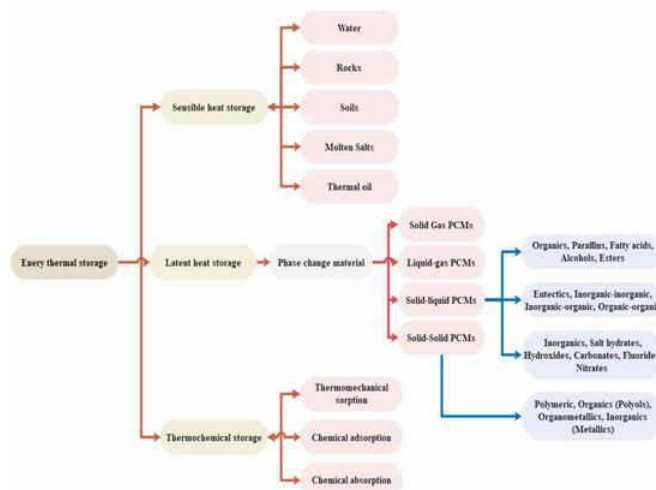 Water
Rocks
Sensible heat storage
Soils
Molten Salts
Thermal oil
Solid Gas PCMs
Enery thermal storage
Latent heat storage
Phase change material
Liquid-gas PCMs
Solid-liquid PCMs
Solid-Solid PCMs
Organics, Paraffins, Fatty acids,
Alcohols, Esters
Eutectics, Inorganic-inorganic,
Inorganic-organic, Organic-organi
Inorganics, Salt hydrates,
Hydroxides, Carbonates, Fluoride
Nitrates
Polymeric, Organics (Polyols),
Organometallics, Inorganics
(Metallics)
Thermomechanical
sorption
Thermochemical storage
Chemical adsorption
Chemical absorption